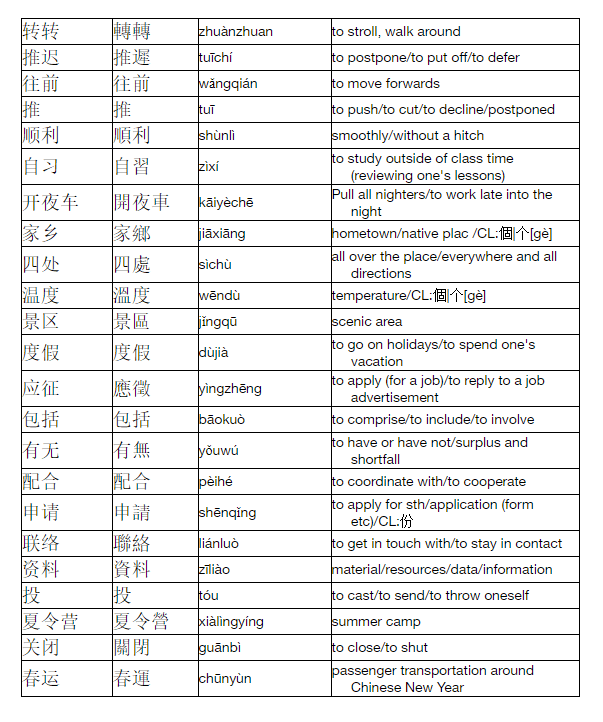 转转 轉轉 zhuànzhuan to stroll, walk around
推迟 推遲 tuīchí to postpone/to put off/to defer
往前 往前 wǎngqián to move forwards
推 推 tuī to push/to cut/to decline/postponed
顺利 順利 shùnlì smoothly/without a hitch
自习 自習 zìxí to study outside of class time
(reviewing one's lessons)
开夜车 開夜車 kāiyèchē Pull all nighters/to work late into the
night
家乡 家鄉 jiāxiāng hometown/native plac /CL:個|个[gè]
四处 四處 sìchù all over the place/everywhere and all
directions
温度 溫度 wēndù temperature/CL:個|个[gè]
景区 景區 jǐngqū scenic area
度假 度假 dùjià to go on holidays/to spend one's
vacation
应征 應徵 yìngzhēng to apply (for a job)/to reply to a job
advertisement
包括 包括 bāokuò to comprise/to include/to involve
有无 有無 yǒuwú to have or have not/surplus and
shortfall
配合 配合 pèihé to coordinate with/to cooperate
申请 申請 shēnqǐng to apply for sth/application (form
etc)/CL:份
联络 聯絡 liánluò to get in touch with/to stay in contact
资料 資料 zīliào material/resources/data/information
投 投 tóu to cast/to send/to throw oneself
夏令营 夏令營 xiàlìngyíng summer camp
关闭 關閉 guānbì to close/to shut
春运 春運 chūnyùn passenger transportation around
Chinese New Year